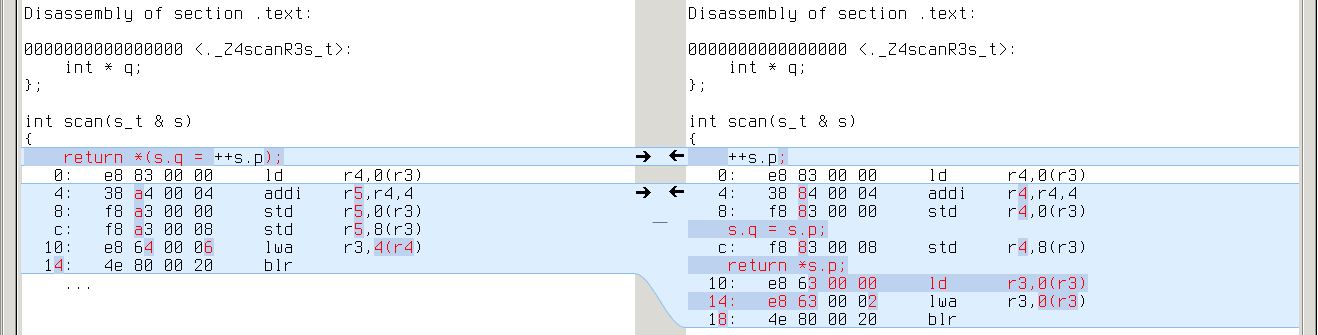 Disassembly of section .text:
0000000000000000 <._Z4scanR3s_t>:
    int * q;
};
int scan(s_t & s)
{
    return *(s.q = ++s.p);
   0:   e8 83 00 00     ld      r4,0(r3)
   4:   38 a4 00 04     addi    r5,r4,4
   8:   f8 a3 00 00     std     r5,0(r3)
   c:   f8 a3 00 08     std     r5,8(r3)
  10:   e8 64 00 06     lwa     r3,4(r4)
  14:   4e 80 00 20     blr
    ...
Disassembly of section .text:
0000000000000000 <._Z4scanR3s_t>:
    int * q;
};
int scan(s_t & s)
{
    ++s.p;
   0:   e8 83 00 00     ld      r4,0(r3)
   4:   38 84 00 04     addi    r4,r4,4
   8:   f8 83 00 00     std     r4,0(r3)
    s.q = s.p;
   c:   f8 83 00 08     std     r4,8(r3)
    return *s.p;
  10:   e8 63 00 00     ld      r3,0(r3)
  14:   e8 63 00 02     lwa     r3,0(r3)
  18:   4e 80 00 20     blr